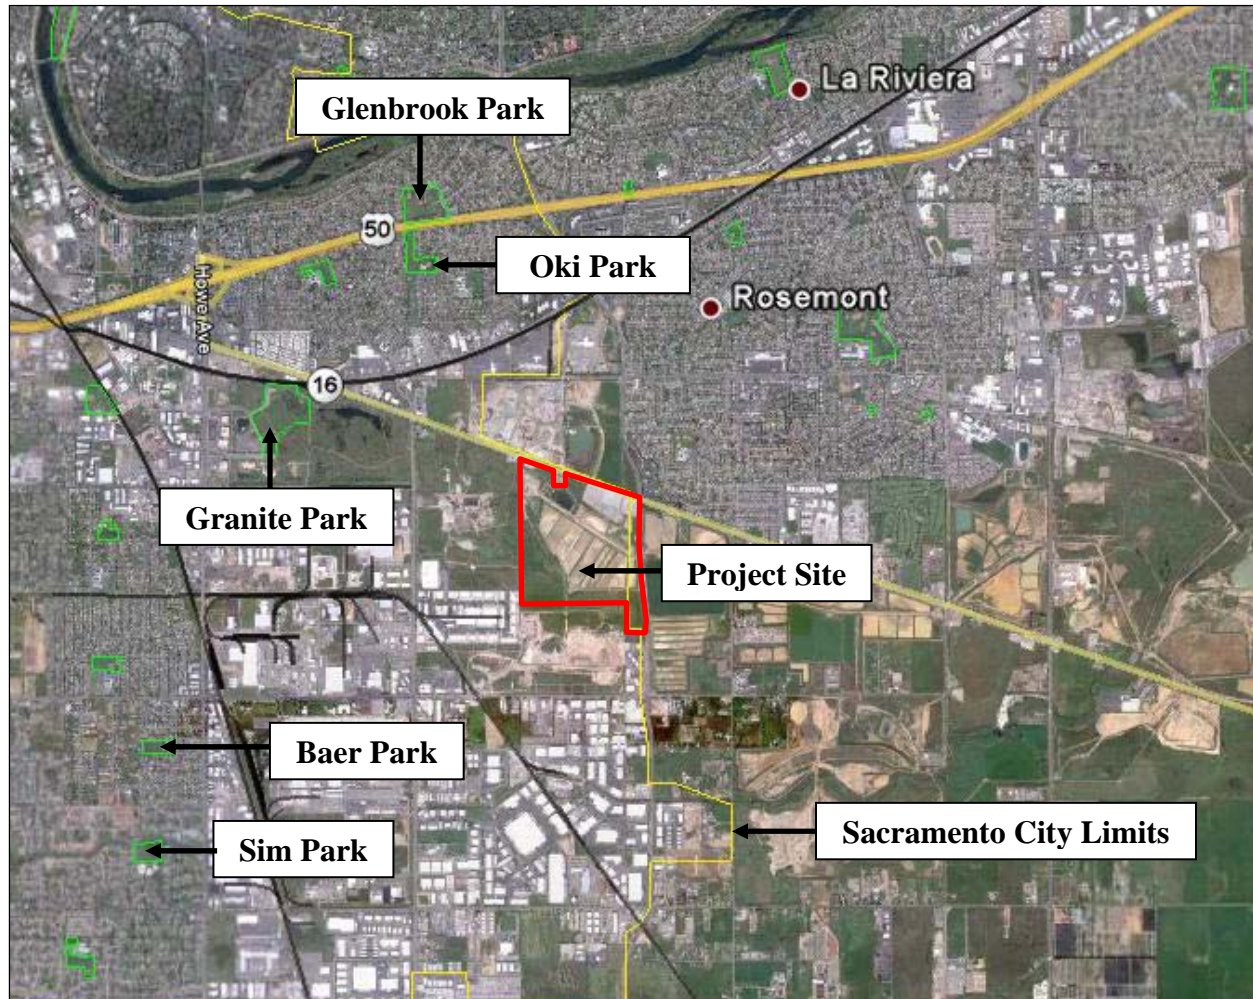 La Riviera
Glenbrook Park
50
Oki Park
Howe Ave
Rosemont
16
Granite Park
Project Site
Baer Park
Sacramento City Limits
Sim Park